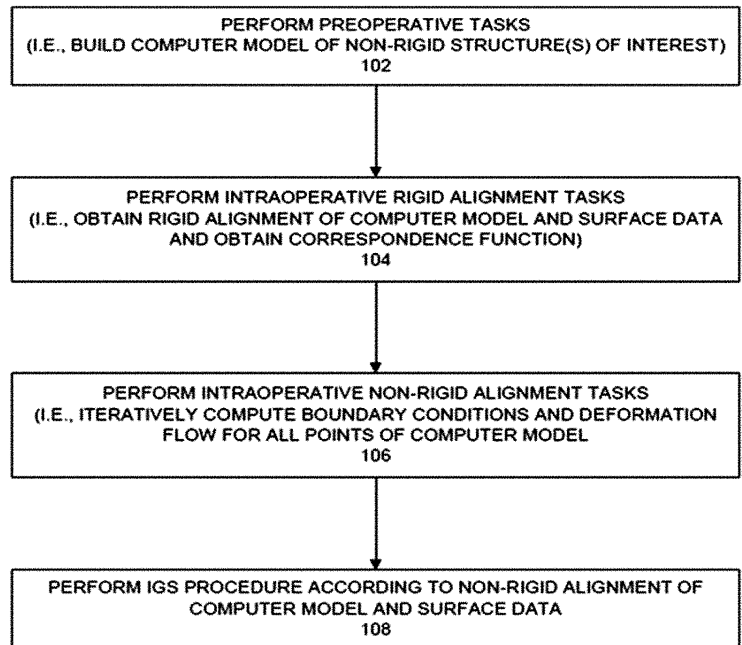 PERFORM PREOPERATIVE TASKS
(I.E., BUILD COMPUTER MODEL OF NON-RIGID STRUCTURE(S) OF INTEREST)
102
PERFORM INTRAOPERATIVE RIGID ALIGNMENT TASKS
(I.E., OBTAIN RIGID ALIGNMENT OF COMPUTER MODEL AND SURFACE DATA
AND OBTAIN CORRESPONDENCE FUNCTION)
104
PERFORM INTRAOPERATIVE NON-RIGID ALIGNMENT TASKS
(I.E., ITERATIVELY COMPUTE BOUNDARY CONDITIONS AND DEFORMATION
FLOW FOR ALL POINTS OF COMPUTER MODEL
106
PERFORM IGS PROCEDURE ACCORDING TO NON-RIGID ALIGNMENT OF
COMPUTER MODEL AND SURFACE DATA
108